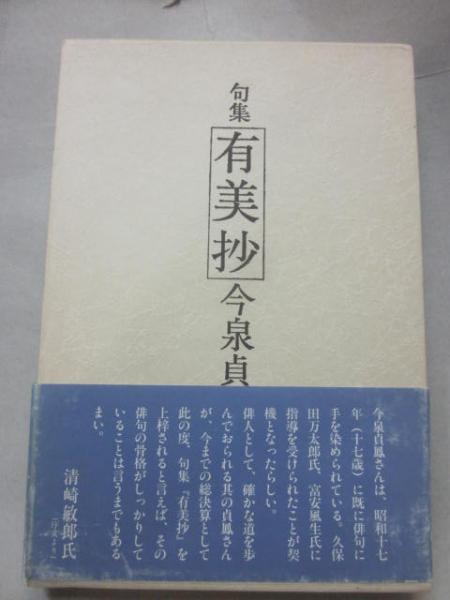 句集
有美抄
今泉貞
今泉貞鳳さんは、昭和十七
年(十七歳)に既に俳句に
手を染められている。久保
田万太郎氏、富安風生氏に
指導を受けられたことが契
機となったらしい。
俳人として、確かな道を歩
んでおられる其の貞鳳さん
が、今までの総決算として
此の度、句集『有美抄』を
上梓されると言えば、その
俳句の骨格がしっかりして
いることは言うまでもある
まい。
清崎敏郎氏